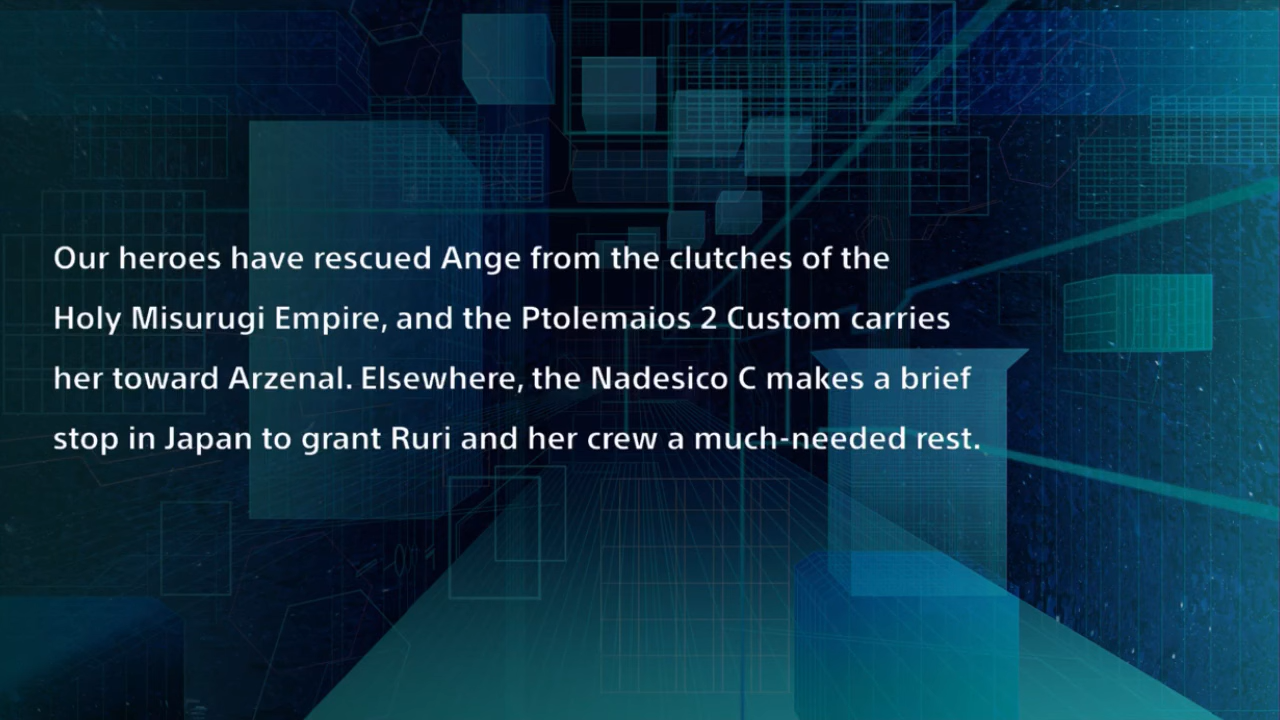 Our heroes have rescued Ange from the clutches of the
Holy Misurugi Empire, and the Ptolemaios 2 Custom carries
her toward Arzenal. Elsewhere, the Nadesico C makes a brief
stop in Japan to grant Ruri and her crew a much-needed rest.